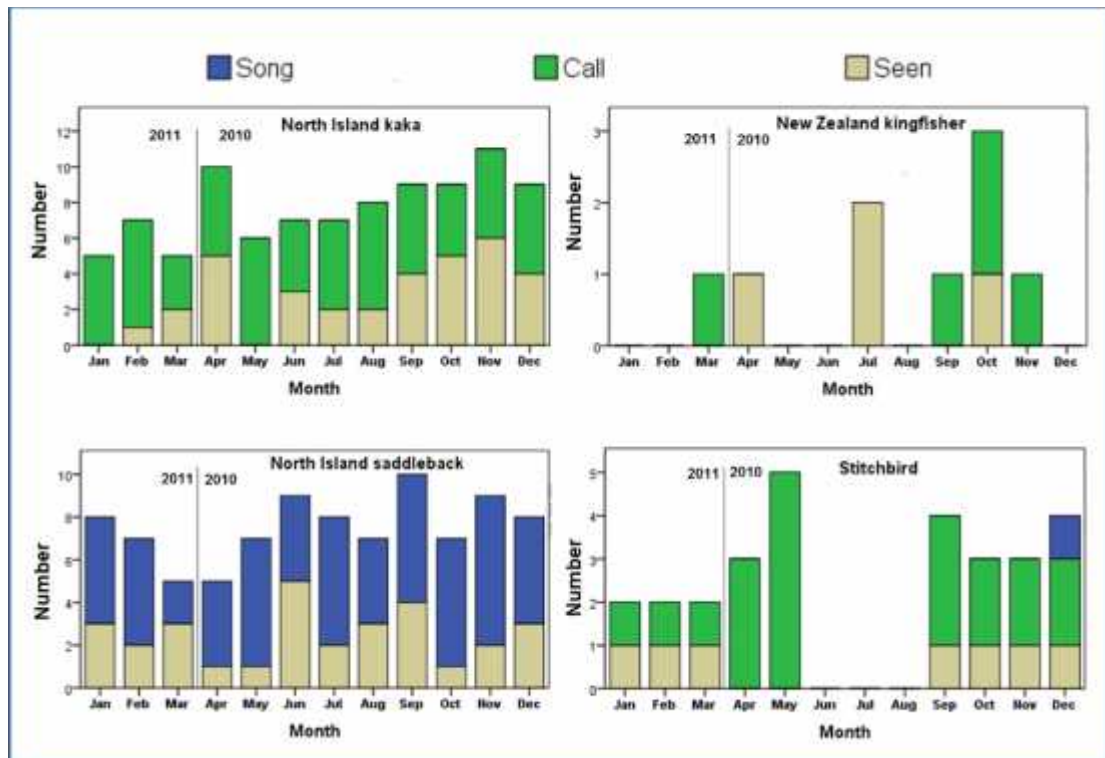 Song Call Seen
North Island kaka
2011 2010
Number
12
10
8
6
4
2
0
Jan Feb Mar Apr May Jun Jul Aug Sep Oct Nov Dec
Month
New Zealand kingfisher
2011 2010
Number
3
2
1
0
Jan Feb Mar Apr May Jun Jul Aug Sep Oct Nov Dec
Month
North Island saddleback
2011 2010
Number
10
8
6
4
2
0
Jan Feb Mar Apr May Jun Jul Aug Sep Oct Nov Dec
Month
Stitchbird
2011 2010
Number
5
4
3
2
1
0
Jan Feb Mar Apr May Jun Jul Aug Sep Oct Nov Dec
Month